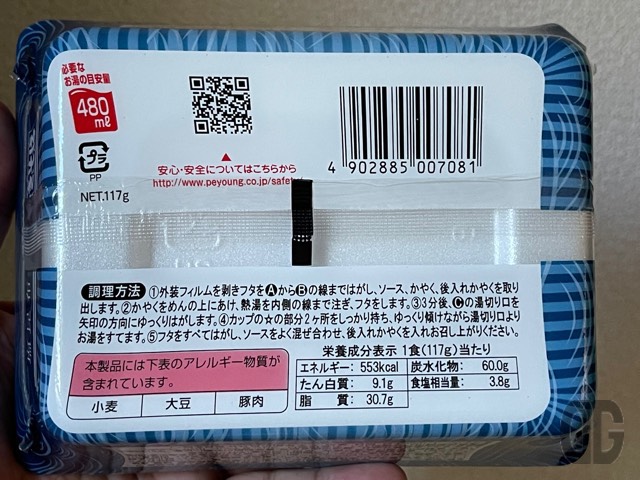 必要な
お湯の目安量
480
mℓ
プラ
PP
NET.117g
安心・安全についてはこちらから
http://www.peyoung.co.jp/safet
4 902885 007081
調理方法 ①外装フィルムを剥きフタをⒶからⒷの線まではがし、ソース、かやく、後入れかやくを取り
出します。②かやくをめんの上にあけ、熱湯を内側の線まで注ぎ、フタをします。③3分後、Ⓒの湯切り口を
矢印の方向にゆっくりはがします。④カップの☆の部分2ヶ所をしっかり持ち、ゆっくり傾けながら湯切り口より
お湯をすてます。⑤フタをすべてはがし、ソースをよく混ぜ合わせ、後入れかやくを入れお召し上がりください。
本製品には下表のアレルギー物質が
含まれています。
小麦 大豆 豚肉
栄養成分表示 1食(117g)当たり
エネルギー: 553kcal 炭水化物: 60.0g
たん白質: 9.1g 食塩相当量: 3.8g
脂 質: 30.7g
GG